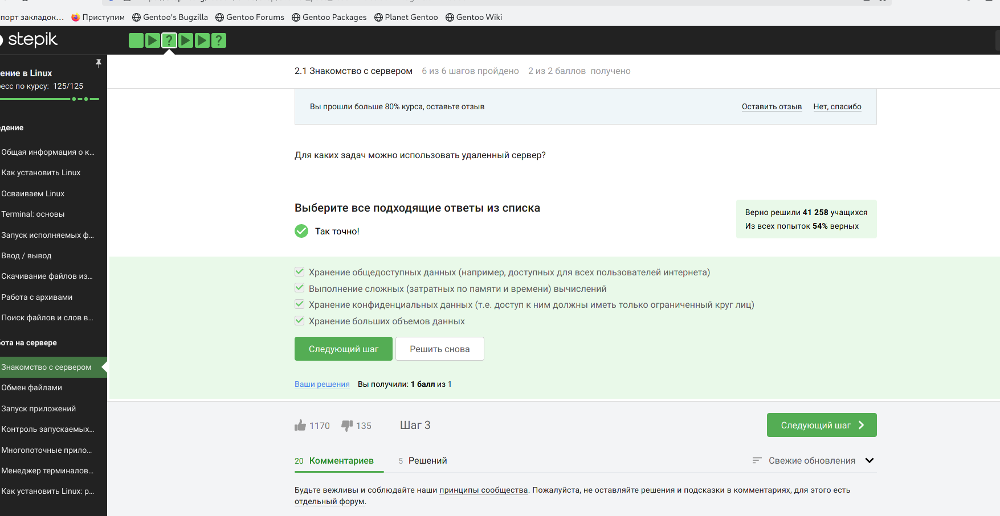 порт закладок...
Приступим
Gentoo's Bugzilla
Gentoo Forums
Gentoo Packages
Planet Gentoo
Gentoo Wiki
stepik
? ?
ение в Linux
есс по курсу: 125/125
едение
Общая информация о к...
Как установить Linux
Осваиваем Linux
Terminal: основы
Запуск исполняемых ф...
Ввод / вывод
Скачивание файлов из...
Работа с архивами
Поиск файлов и слов в...
ота на сервере
Знакомство с сервером
Обмен файлами
Запуск приложений
Контроль запускаемых...
Многопоточные прило...
Менеджер терминалов...
Как установить Linux: р...
2.1 Знакомство с сервером 6 из 6 шагов пройдено 2 из 2 баллов получено
Вы прошли больше 80% курса, оставьте отзыв Оставить отзыв Нет, спасибо
Для каких задач можно использовать удаленный сервер?
Выберите все подходящие ответы из списка
Так точно!
Верно решили 41 258 учащихся
Из всех попыток 54% верных
Хранение общедоступных данных (например, доступных для всех пользователей интернета)
Выполнение сложных (затратных по памяти и времени) вычислений
Хранение конфиденциальных данных (т.е. доступ к ним должны иметь только ограниченный круг лиц)
Хранение больших объемов данных
Следующий шаг Решить снова
Ваши решения Вы получили: 1 балл из 1
1170 135 Шаг 3 Следующий шаг
20 Комментариев 5 Решений Свежие обновления
Будьте вежливы и соблюдайте наши принципы сообщества. Пожалуйста, не оставляйте решения и подсказки в комментариях, для этого есть
отдельный форум.